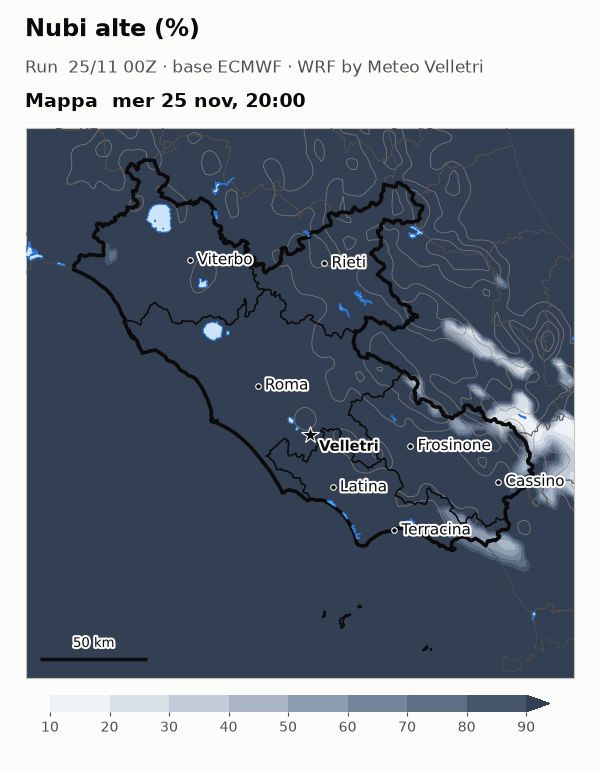 Nubi alte (%)
Run  25/11 00Z · base ECMWF · WRF by Meteo Velletri
Mappa  mer 25 nov, 20:00
Viterbo
Rieti
Roma
Velletri
Frosinone
Cassino
Latina
Terracina
50 km
10 20 30 40 50 60 70 80 90